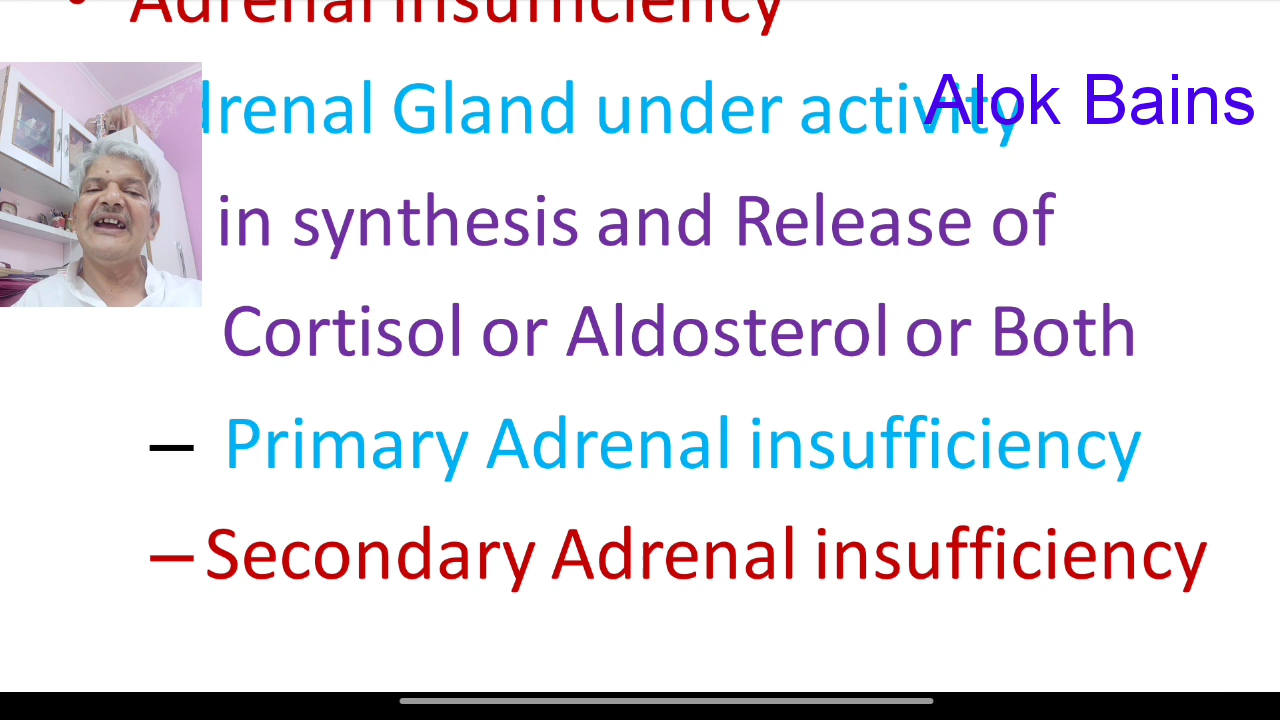 Adrenal insufficiency
drenal Gland under activity
Alok Bains
in synthesis and Release of
Cortisol or Aldosterol or Both
– Primary Adrenal insufficiency
– Secondary Adrenal insufficiency